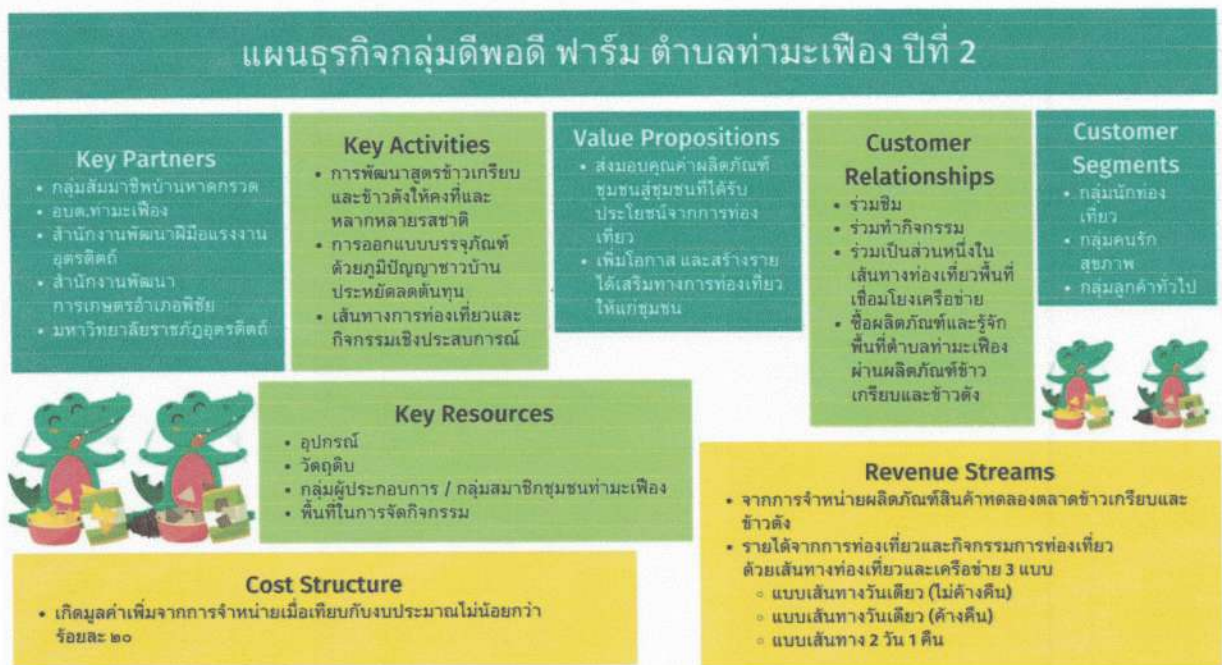 แผนธุรกิจกลุ่มดีพอดี ฟาร์ม ตำบลท่ามะเฟือง ปีที่ 2
Key Partners
• กลุ่มสัมมาชีพบ้านหาดกรวด
• อบต.ท่ามะเฟือง
• สำนักงานพัฒนาฝีมือแรงงาน
อุตรดิตถ์
• สำนักงานพัฒนา
การเกษตรอำเภอพิชัย
• มหาวิทยาลัยราชภัฏอุตรดิตถ์
Key Activities
• การพัฒนาสูตรข้าวเกรียบ
และข้าวตังให้คงที่และ
หลากหลายรสชาติ
• การออกแบบบรรจุภัณฑ์
ด้วยภูมิปัญญาชาวบ้าน
ประหยัดลดต้นทุน
• เส้นทางการท่องเที่ยวและ
กิจกรรมเชิงประสบการณ์
Value Propositions
• ส่งมอบคุณค่าผลิตภัณฑ์
ชุมชนสู่ชุมชนที่ได้รับ
ประโยชน์จากการท่อง
เที่ยว
• เพิ่มโอกาส และสร้างราย
ได้เสริมทางการท่องเที่ยว
ให้แก่ชุมชน
Customer
Relationships
• ร่วมชิม
• ร่วมทำกิจกรรม
• ร่วมเป็นส่วนหนึ่งใน
เส้นทางท่องเที่ยวพื้นที่
เชื่อมโยงเครือข่าย
• ซื้อผลิตภัณฑ์และรู้จัก
พื้นที่ตำบลท่ามะเฟือง
ผ่านผลิตภัณฑ์ข้าว
เกรียบและข้าวตัง
Customer
Segments
• กลุ่มนักท่อง
เที่ยว
• กลุ่มคนรัก
สุขภาพ
• กลุ่มลูกค้าทั่วไป
Key Resources
• อุปกรณ์
• วัตถุดิบ
• กลุ่มผู้ประกอบการ / กลุ่มสมาชิกชุมชนท่ามะเฟือง
• พื้นที่ในการจัดกิจกรรม
Cost Structure
• เกิดมูลค่าเพิ่มจากการจำหน่ายเมื่อเทียบกับงบประมาณไม่น้อยกว่า
ร้อยละ ๒๐
Revenue Streams
• จากการจำหน่ายผลิตภัณฑ์สินค้าทดลองตลาดข้าวเกรียบและ
ข้าวตัง
• รายได้จากการท่องเที่ยวและกิจกรรมการท่องเที่ยว
ด้วยเส้นทางท่องเที่ยวและเครือข่าย 3 แบบ
◦ แบบเส้นทางวันเดียว (ไม่ค้างคืน)
◦ แบบเส้นทางวันเดียว (ค้างคืน)
◦ แบบเส้นทาง 2 วัน 1 คืน